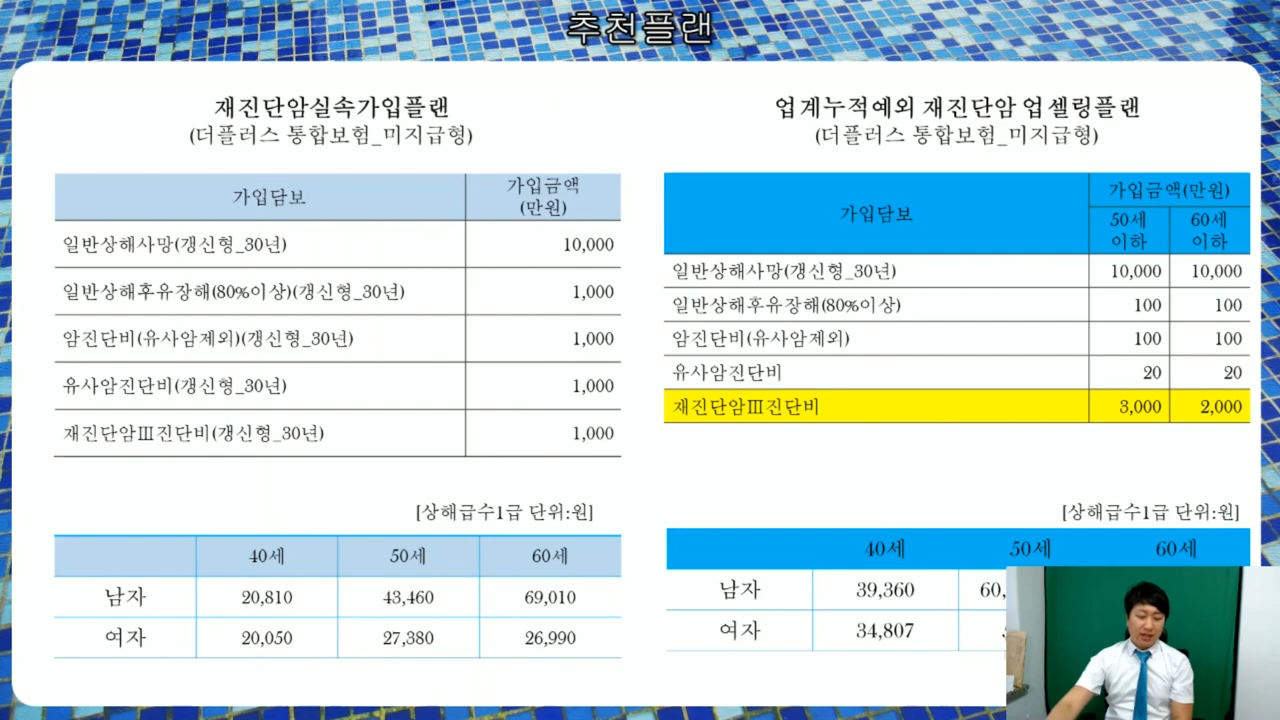 추천플랜
재진단암실속가입플랜
(더플러스 통합보험_미지급형)
가입담보 가입금액
(만원)
일반상해사망(갱신형_30년) 10,000
일반상해후유장해(80%이상)(갱신형_30년) 1,000
암진단비(유사암제외)(갱신형_30년) 1,000
유사암진단비(갱신형_30년) 1,000
재진단암Ⅲ진단비(갱신형_30년) 1,000
[상해급수1급 단위:원]
40세 50세 60세
남자 20,810 43,460 69,010
여자 20,050 27,380 26,990
업계누적예외 재진단암 업셀링플랜
(더플러스 통합보험_미지급형)
가입담보 가입금액(만원)
50세 이하 60세 이하
일반상해사망(갱신형_30년) 10,000 10,000
일반상해후유장해(80%이상) 100 100
암진단비(유사암제외) 100 100
유사암진단비 20 20
재진단암Ⅲ진단비 3,000 2,000
[상해급수1급 단위:원]
40세 50세 60세
남자 39,360 60,
여자 34,807